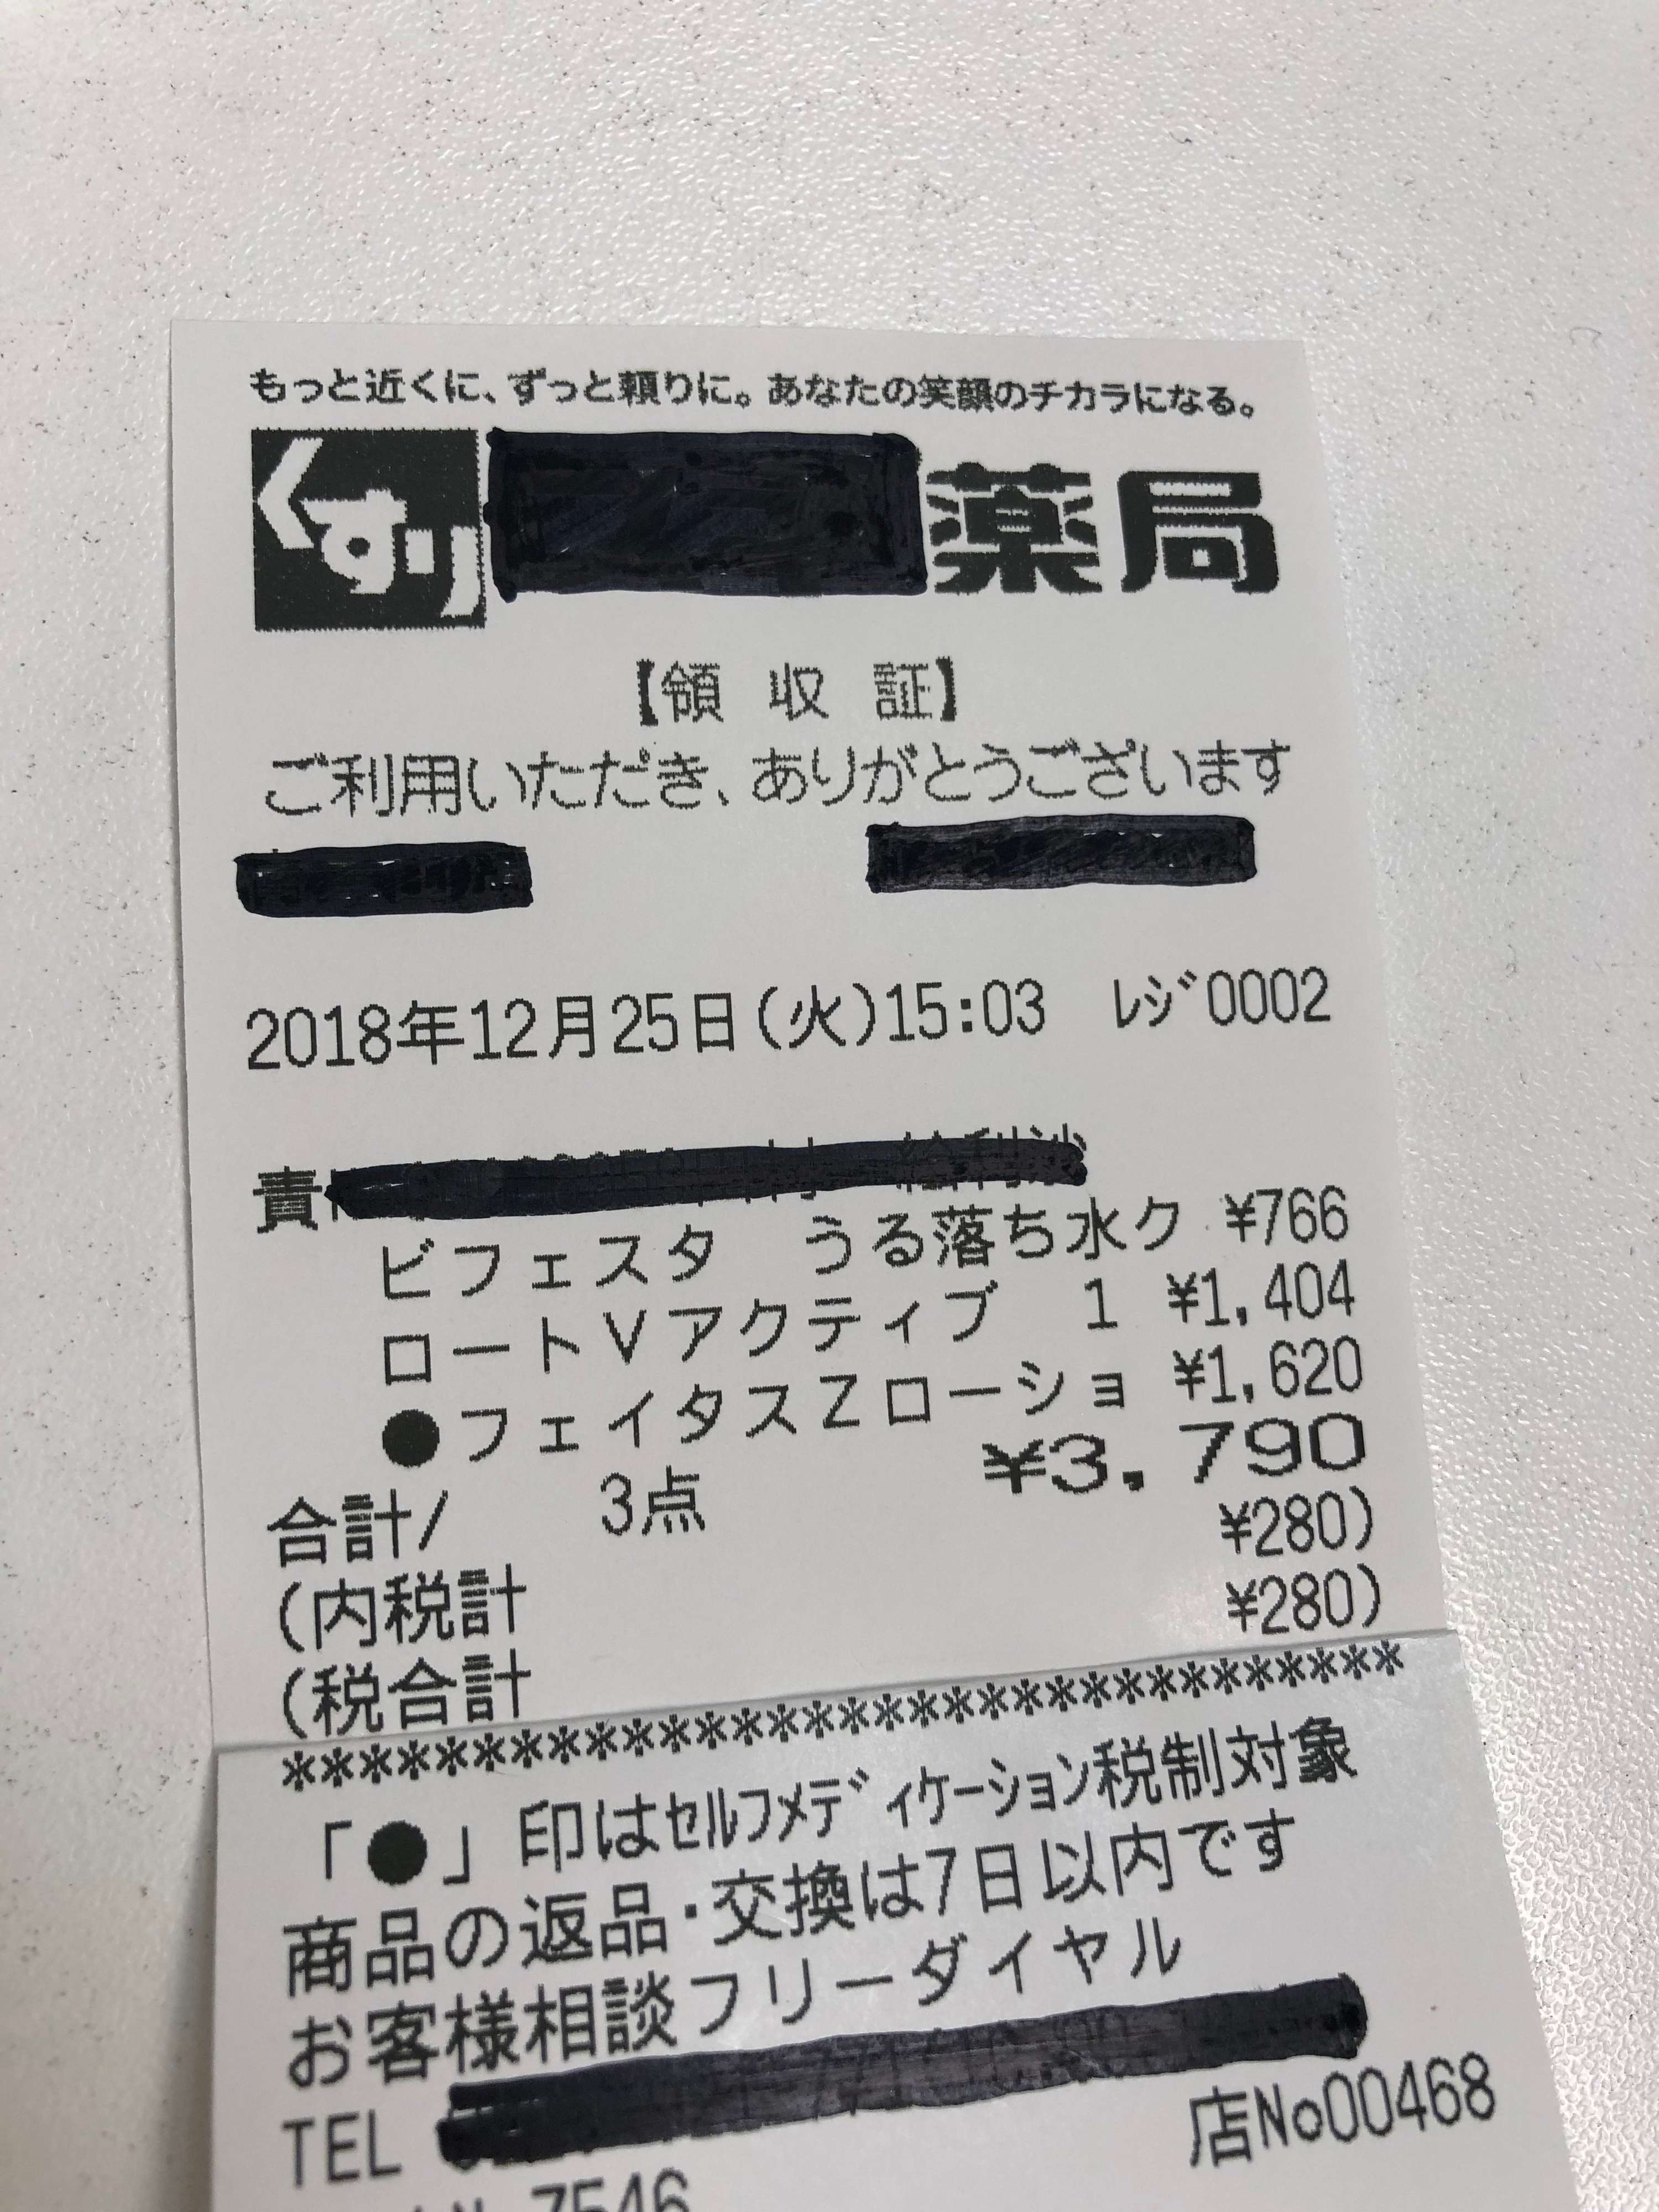 もっと近くに、ずっと頼りに。あなたの笑顔のチカラになる。
くすり 薬局
【領 収 証】
ご利用いただき、ありがとうございます
2018年12月25日(火)15:03 ﾚｼﾞ0002
責
ビフェスタ うる落ち水ク ¥766
ロートVアクティブ 1 ¥1,404
●フェイタスZローショ ¥1,620
合計/ 3点 ¥3,790
(内税計 ¥280)
(税合計 ¥280)
**********************
「●」印はｾﾙﾌﾒﾃﾞｨｹｰｼｮﾝ税制対象
商品の返品・交換は7日以内です
お客様相談フリーダイヤル
TEL
店No00468
7546